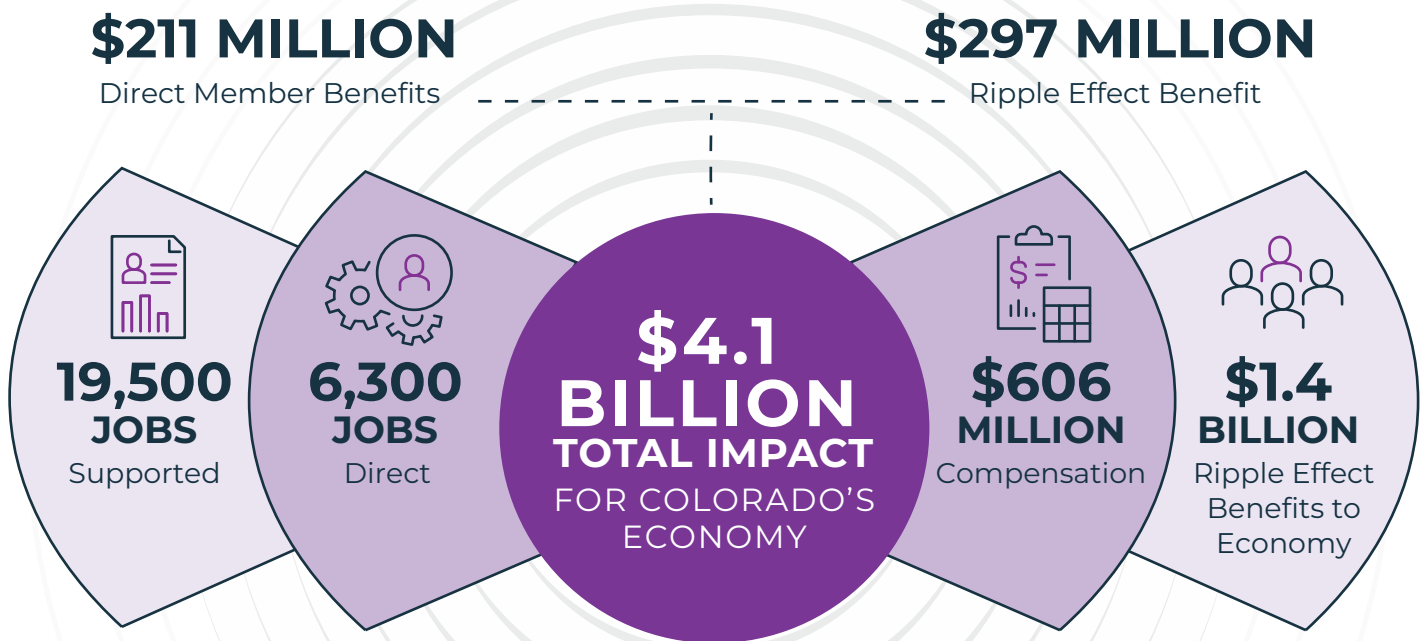 $211 MILLION
Direct Member Benefits
$297 MILLION
Ripple Effect Benefit
19,500
JOBS
Supported
6,300
JOBS
Direct
$4.1
BILLION
TOTAL IMPACT
FOR COLORADO'S
ECONOMY
$606
MILLION
Compensation
$1.4
BILLION
Ripple Effect
Benefits to
Economy